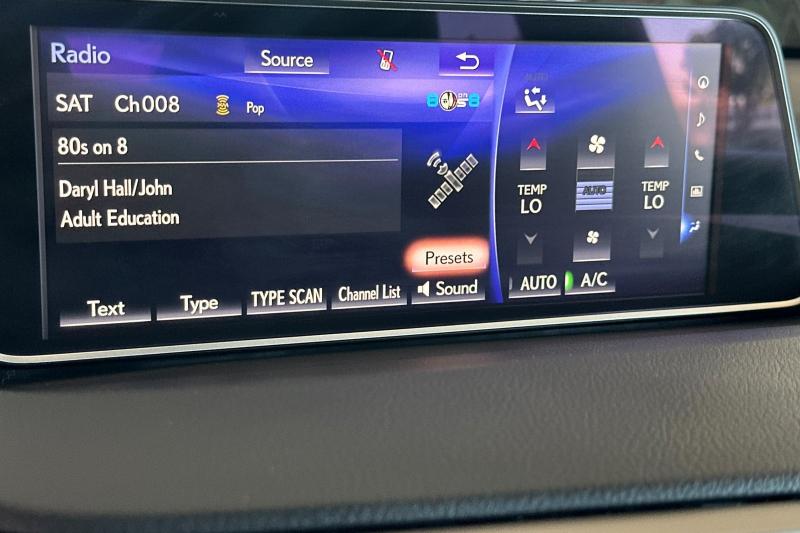 Radio
Source
SAT Ch008
Pop
80s on 8
Daryl Hall/John
Adult Education
Presets
Text
Type
TYPE SCAN
Channel List
Sound
AUTO
TEMP
LO
AUTO
TEMP
LO
AUTO
A/C